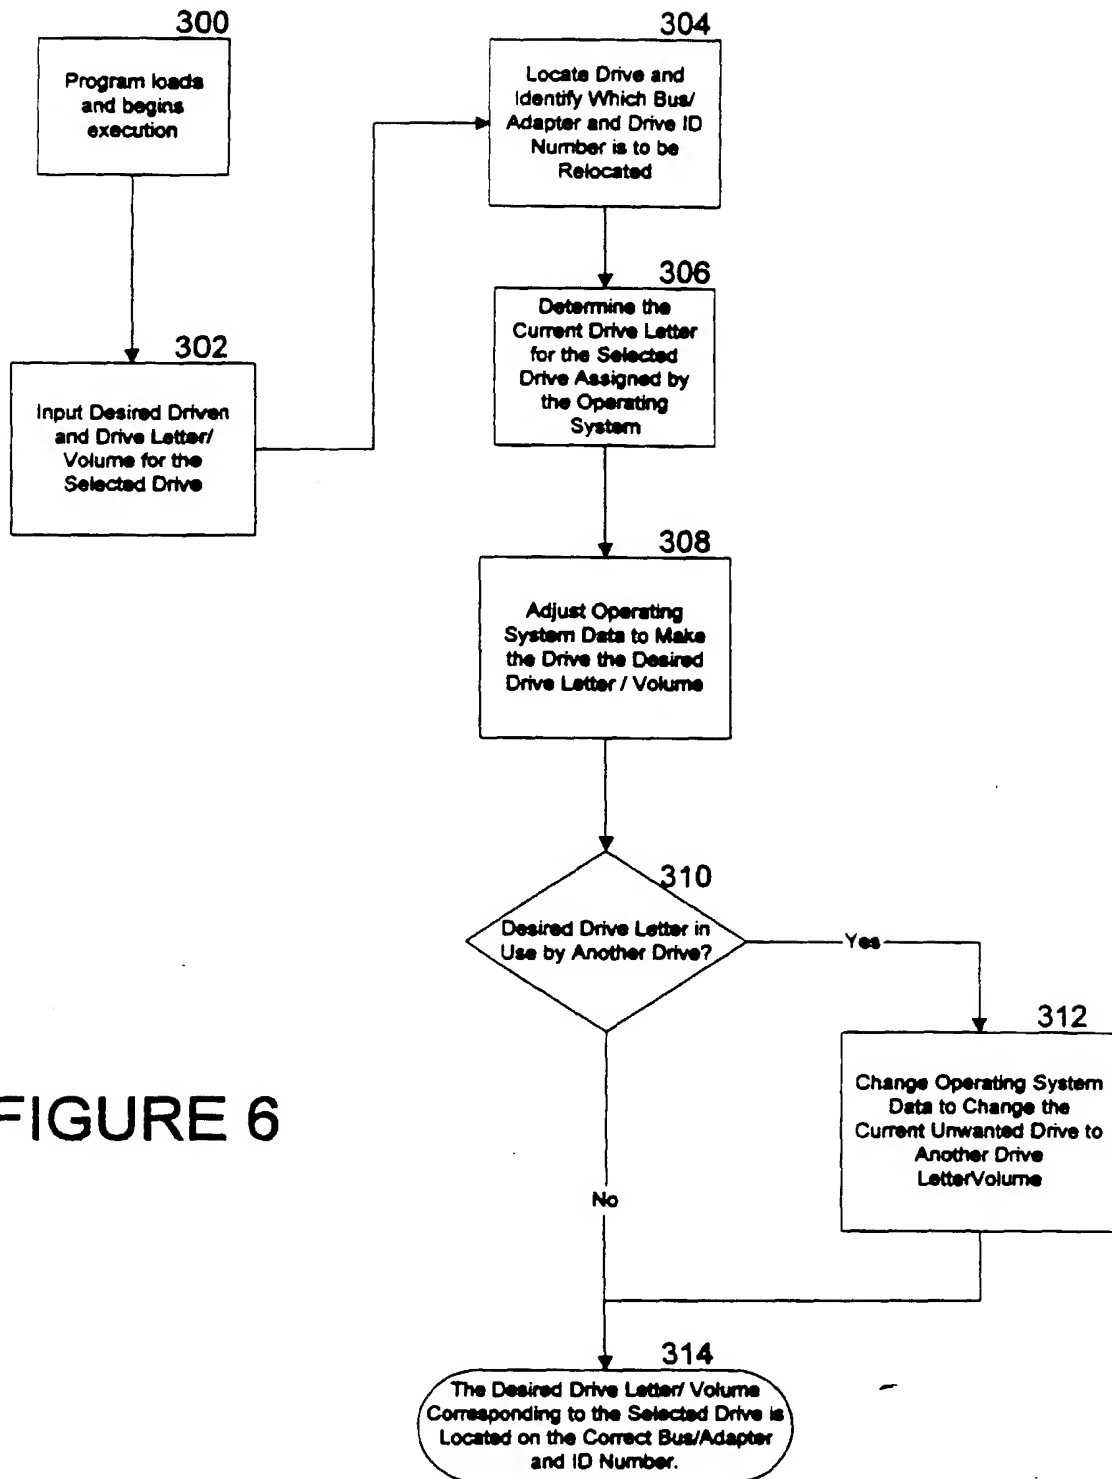 300
Program loads
and begins
execution
302
Input Desired Driven
and Drive Letter/
Volume for the
Selected Drive
304
Locate Drive and
Identify Which Bus/
Adapter and Drive ID
Number is to be
Relocated
306
Determine the
Current Drive Letter
for the Selected
Drive Assigned by
the Operating
System
308
Adjust Operating
System Data to Make
the Drive the Desired
Drive Letter / Volume
310
Desired Drive Letter in
Use by Another Drive?
Yes
312
Change Operating System
Data to Change the
Current Unwanted Drive to
Another Drive
LetterVolume
No
314
The Desired Drive Letter/ Volume
Corresponding to the Selected Drive is
Located on the Correct Bus/Adapter
and ID Number.
FIGURE 6